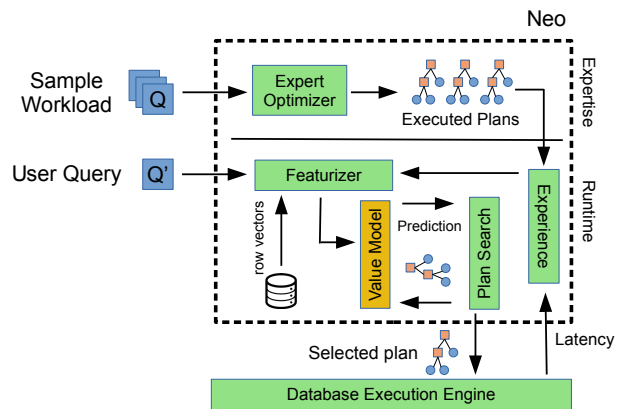 Neo
Sample
Workload
Q
Expert
Optimizer
Executed Plans
Expertise
User Query
Q'
Featurizer
row vectors
Value Model
Prediction
Plan Search
Experience
Runtime
Selected plan
Latency
Database Execution Engine